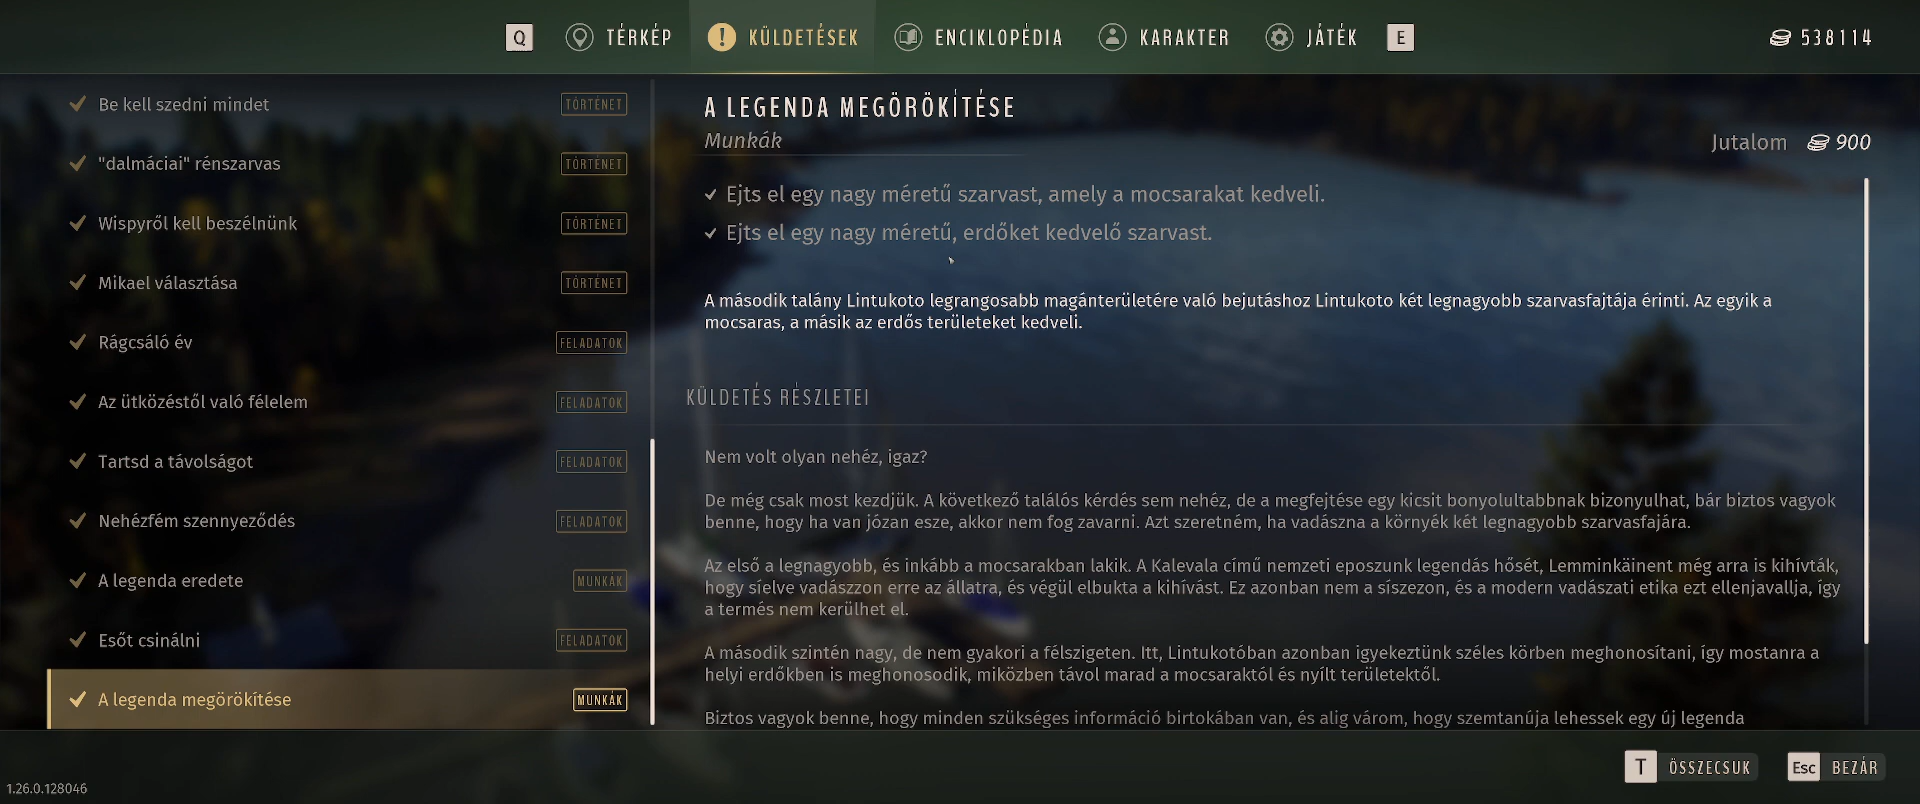 Q TÉRKÉP ! KÜLDETÉSEK ENCIKLOPÉDIA KARAKTER JÁTÉK E 538114
Be kell szedni mindet TÖRTÉNET
"dalmáciai" rénszarvas TÖRTÉNET
Wispyről kell beszélnünk TÖRTÉNET
Mikael választása TÖRTÉNET
Rágcsáló év FELADATOK
Az ütközéstől való félelem FELADATOK
Tartsd a távolságot FELADATOK
Nehézfém szennyeződés FELADATOK
A legenda eredete MUNKÁK
Esőt csinálni FELADATOK
A legenda megörökítése MUNKÁK
A LEGENDA MEGÖRÖKÍTÉSE
Munkák
Jutalom 900
Ejts el egy nagy méretű szarvast, amely a mocsarakat kedveli.
Ejts el egy nagy méretű, erdőket kedvelő szarvast.
A második talány Lintukoto legrangosabb magánterületére való bejutáshoz Lintukoto két legnagyobb szarvasfajtája érinti. Az egyik a
mocsaras, a másik az erdős területeket kedveli.
KÜLDETÉS RÉSZLETEI
Nem volt olyan nehéz, igaz?
De még csak most kezdjük. A következő találós kérdés sem nehéz, de a megfejtése egy kicsit bonyolultabbnak bizonyulhat, bár biztos vagyok
benne, hogy ha van józan esze, akkor nem fog zavarni. Azt szeretném, ha vadászna a környék két legnagyobb szarvasfajára.
Az első a legnagyobb, és inkább a mocsarakban lakik. A Kalevala című nemzeti eposzunk legendás hősét, Lemminkäinent még arra is kihívták,
hogy síelve vadásszon erre az állatra, és végül elbukta a kihívást. Ez azonban nem a síszezon, és a modern vadászati etika ezt ellenjavallja, így
a termés nem kerülhet el.
A második szintén nagy, de nem gyakori a félszigeten. Itt, Lintukotóban azonban igyekeztünk széles körben meghonosítani, így mostanra a
helyi erdőkben is meghonosodik, miközben távol marad a mocsaraktól és nyílt területektől.
Biztos vagyok benne, hogy minden szükséges információ birtokában van, és alig várom, hogy szemtanúja lehessek egy új legenda
T ÖSSZECSUK Esc BEZÁR
1.26.0.128046